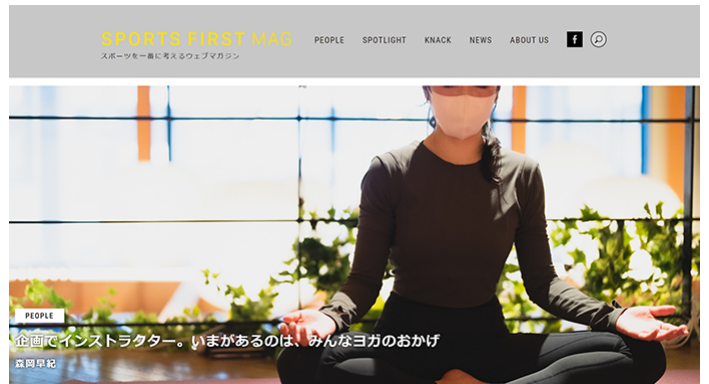 SPORTS FIRST MAG
スポーツを一番に考えるウェブマガジン
PEOPLE SPOTLIGHT KNACK NEWS ABOUT US
PEOPLE
企画でインストラクター。いまがあるのは、みんなヨガのおかげ
森岡早紀